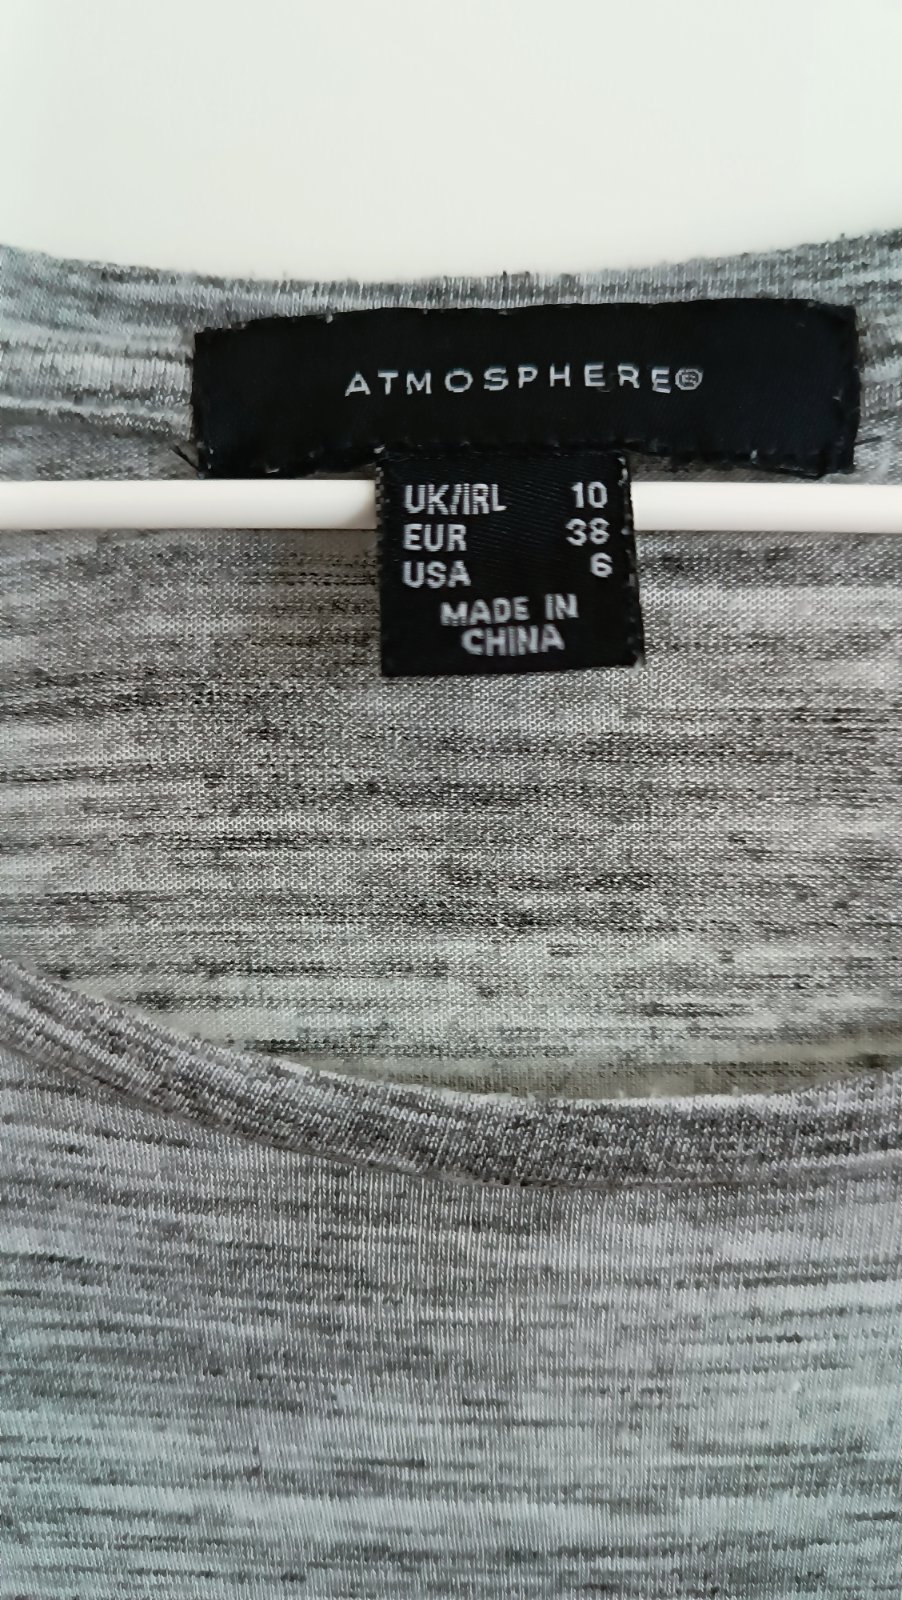 ATMOSPHERE®
UK/IRL 10
EUR 38
USA 6
MADE IN
CHINA